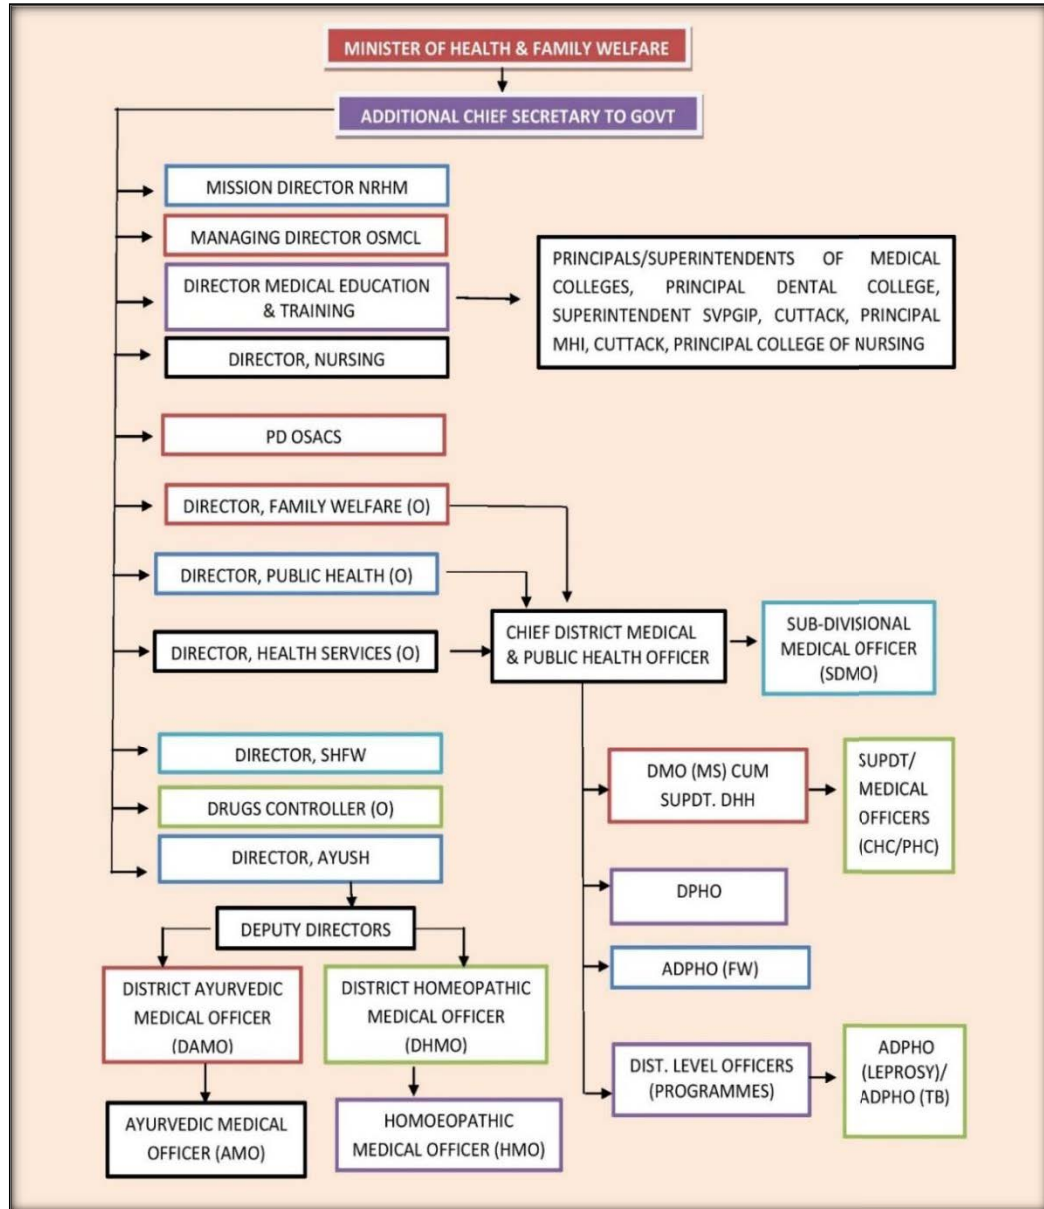 MINISTER OF HEALTH & FAMILY WELFARE
ADDITIONAL CHIEF SECRETARY TO GOVT
MISSION DIRECTOR NRHM
MANAGING DIRECTOR OSMCL
DIRECTOR MEDICAL EDUCATION
& TRAINING
PRINCIPALS/SUPERINTENDENTS OF MEDICAL
COLLEGES, PRINCIPAL DENTAL COLLEGE,
SUPERINTENDENT SVPGIP, CUTTACK, PRINCIPAL
MHI, CUTTACK, PRINCIPAL COLLEGE OF NURSING
DIRECTOR, NURSING
PD OSACS
DIRECTOR, FAMILY WELFARE (O)
DIRECTOR, PUBLIC HEALTH (O)
DIRECTOR, HEALTH SERVICES (O)
CHIEF DISTRICT MEDICAL
& PUBLIC HEALTH OFFICER
SUB-DIVISIONAL
MEDICAL OFFICER
(SDMO)
DIRECTOR, SHFW
DRUGS CONTROLLER (O)
DIRECTOR, AYUSH
DMO (MS) CUM
SUPDT. DHH
SUPDT/
MEDICAL
OFFICERS
(CHC/PHC)
DPHO
ADPHO (FW)
DIST. LEVEL OFFICERS
(PROGRAMMES)
ADPHO
(LEPROSY)/
ADPHO (TB)
DEPUTY DIRECTORS
DISTRICT AYURVEDIC
MEDICAL OFFICER
(DAMO)
DISTRICT HOMEOPATHIC
MEDICAL OFFICER
(DHMO)
AYURVEDIC MEDICAL
OFFICER (AMO)
HOMOEOPATHIC
MEDICAL OFFICER (HMO)